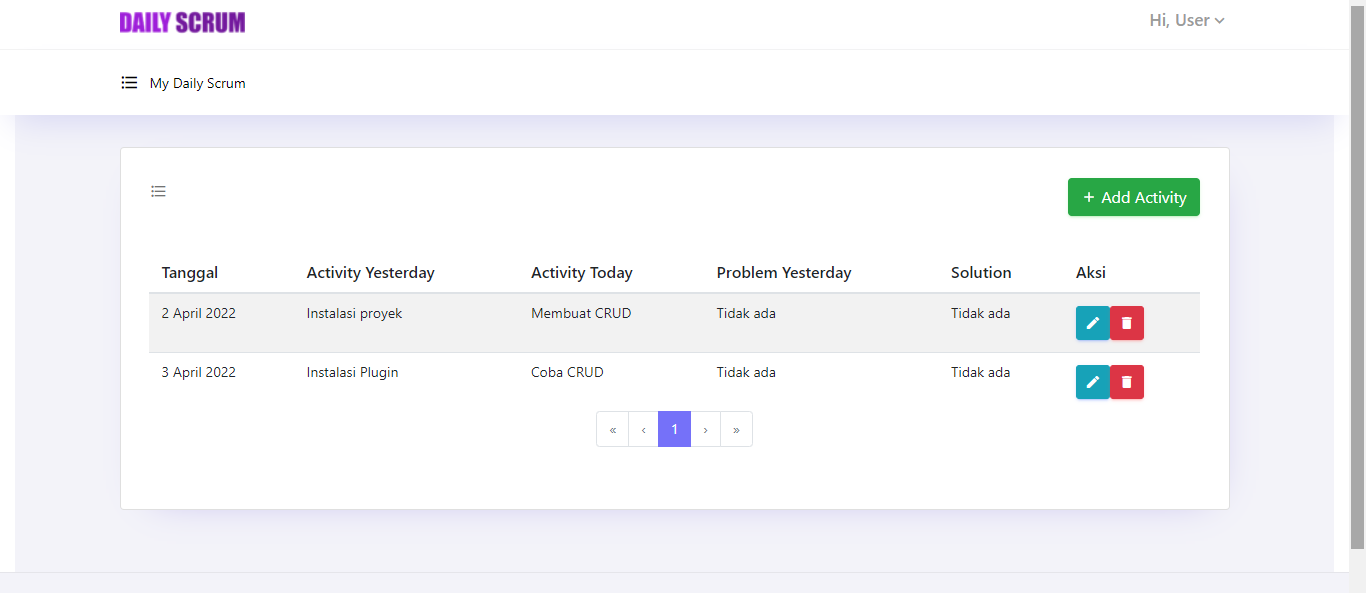 DAILY SCRUM
Hi, User
My Daily Scrum
+ Add Activity
Tanggal Activity Yesterday Activity Today Problem Yesterday Solution Aksi
2 April 2022 Instalasi proyek Membuat CRUD Tidak ada Tidak ada
3 April 2022 Instalasi Plugin Coba CRUD Tidak ada Tidak ada
« ‹ 1 › »